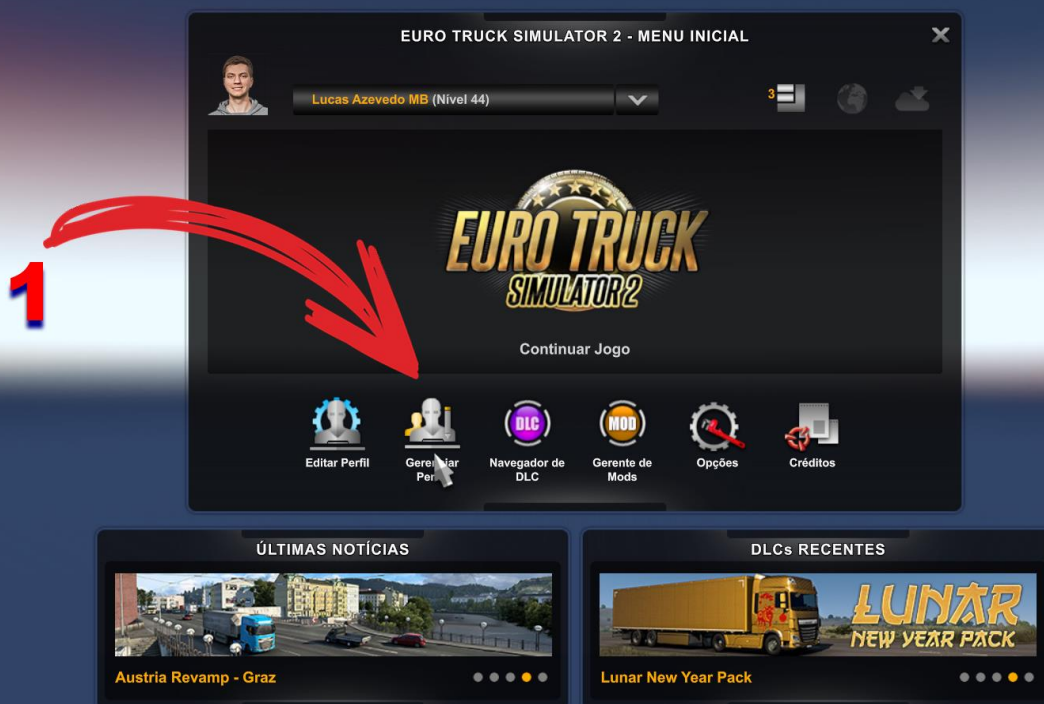 EURO TRUCK SIMULATOR 2 - MENU INICIAL
Lucas Azevedo MB (Nível 44)
3
EURO TRUCK
SIMULATOR 2
Continuar Jogo
1
Editar Perfil
Gerenciar
Navegador de
DLC
Gerente de
Mods
Opções
Créditos
DLC
MOD
ÚLTIMAS NOTÍCIAS
Austria Revamp - Graz
DLCs RECENTES
LUNAR
NEW YEAR PACK
Lunar New Year Pack